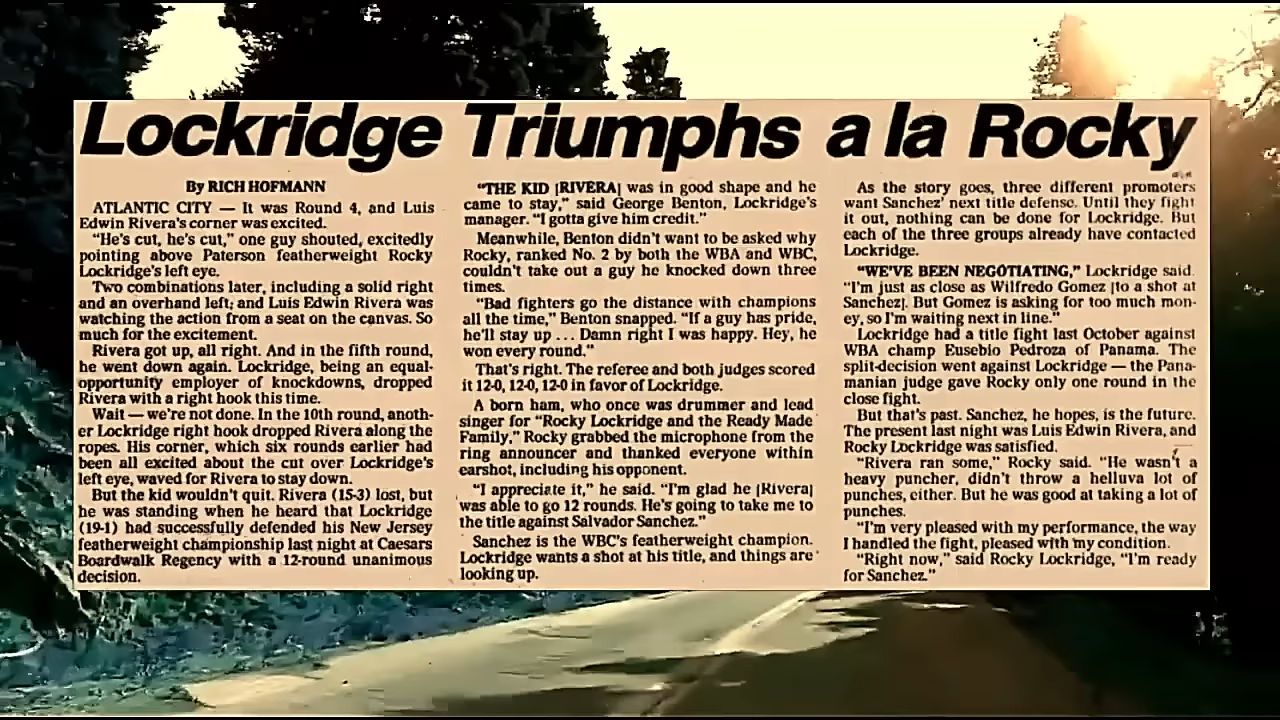 Lockridge Triumphs a la Rocky
By RICH HOFMANN
ATLANTIC CITY — It was Round 4, and Luis
Edwin Rivera's corner was excited.
"He's cut, he's cut," one guy shouted, excitedly
pointing above Paterson featherweight Rocky
Lockridge's left eye.
Two combinations later, including a solid right
and an overhand left; and Luis Edwin Rivera was
watching the action from a seat on the canvas. So
much for the excitement.
Rivera got up, all right. And in the fifth round,
he went down again. Lockridge, being an equal-
opportunity employer of knockdowns, dropped
Rivera with a right hook this time.
Wait — we're not done. In the 10th round, anoth-
er Lockridge right hook dropped Rivera along the
ropes. His corner, which six rounds earlier had
been all excited about the cut over Lockridge's
left eye, waved for Rivera to stay down.
But the kid wouldn't quit. Rivera (15-3) lost, but
he was standing when he heard that Lockridge
(19-1) had successfully defended his New Jersey
featherweight championship last night at Caesars
Boardwalk Regency with a 12-round unanimous
decision.
"THE KID [RIVERA] was in good shape and he
came to stay," said George Benton, Lockridge's
manager. "I gotta give him credit."
Meanwhile, Benton didn't want to be asked why
Rocky, ranked No. 2 by both the WBA and WBC,
couldn't take out a guy he knocked down three
times.
"Bad fighters go the distance with champions
all the time," Benton snapped. "If a guy has pride,
he'll stay up ... Damn right I was happy. Hey, he
won every round."
That's right. The referee and both judges scored
it 12-0, 12-0, 12-0 in favor of Lockridge.
A born ham, who once was drummer and lead
singer for "Rocky Lockridge and the Ready Made
Family," Rocky grabbed the microphone from the
ring announcer and thanked everyone within
earshot, including his opponent.
"I appreciate it," he said. "I'm glad he [Rivera]
was able to go 12 rounds. He's going to take me to
the title against Salvador Sanchez."
Sanchez is the WBC's featherweight champion.
Lockridge wants a shot at his title, and things are
looking up.
As the story goes, three different promoters
want Sanchez' next title defense. Until they fight
it out, nothing can be done for Lockridge. But
each of the three groups already have contacted
Lockridge.
"WE'VE BEEN NEGOTIATING," Lockridge said.
"I'm just as close as Wilfredo Gomez [to a shot at
Sanchez]. But Gomez is asking for too much mon-
ey, so I'm waiting next in line."
Lockridge had a title fight last October against
WBA champ Eusebio Pedroza of Panama. The
split-decision went against Lockridge — the Pana-
manian judge gave Rocky only one round in the
close fight.
But that's past. Sanchez, he hopes, is the future.
The present last night was Luis Edwin Rivera, and
Rocky Lockridge was satisfied.
"Rivera ran some," Rocky said. "He wasn't a
heavy puncher, didn't throw a helluva lot of
punches, either. But he was good at taking a lot of
punches.
"I'm very pleased with my performance, the way
I handled the fight, pleased with my condition.
"Right now," said Rocky Lockridge, "I'm ready
for Sanchez."